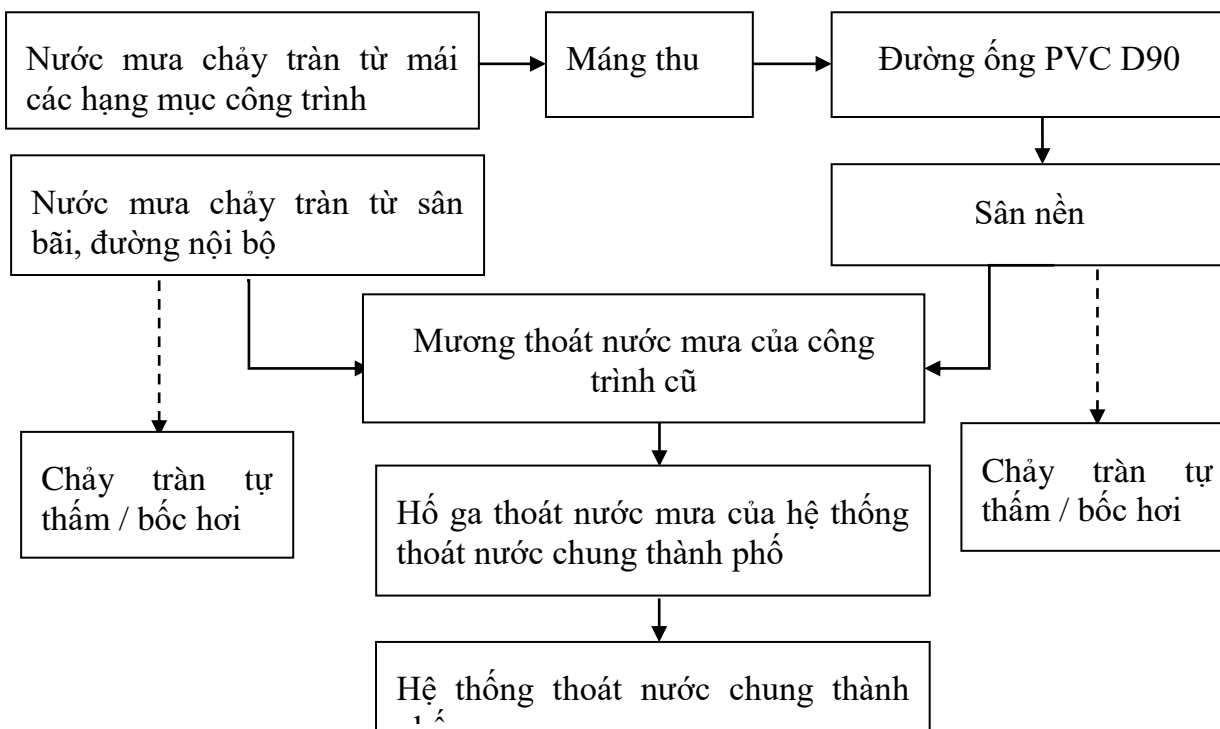 Nước mưa chảy tràn từ mái
các hạng mục công trình
Máng thu
Đường ống PVC D90
Nước mưa chảy tràn từ sân
bãi, đường nội bộ
Sân nền
Mương thoát nước mưa của công
trình cũ
Chảy tràn tự
thấm / bốc hơi
Chảy tràn tự
thấm / bốc hơi
Hố ga thoát nước mưa của hệ thống
thoát nước chung thành phố
Hệ thống thoát nước chung thành